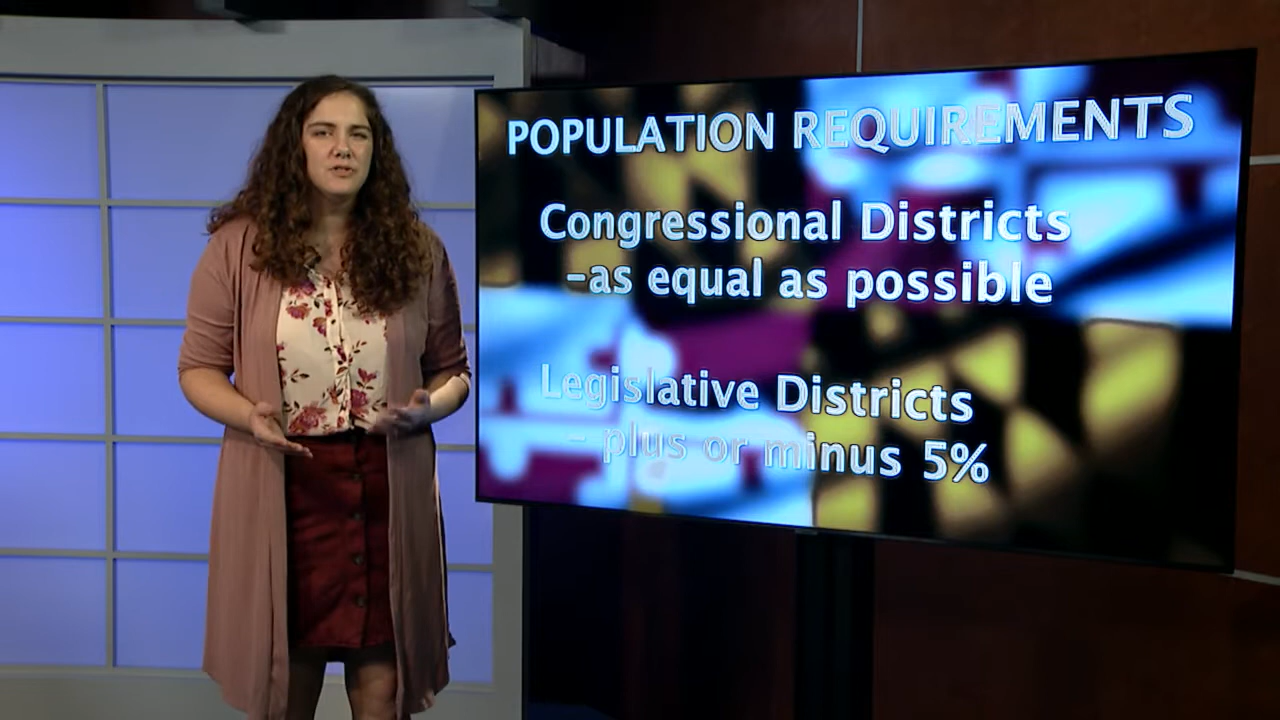 POPULATION REQUIREMENTS
Congressional Districts
-as equal as possible
Legislative Districts
- plus or minus 5%